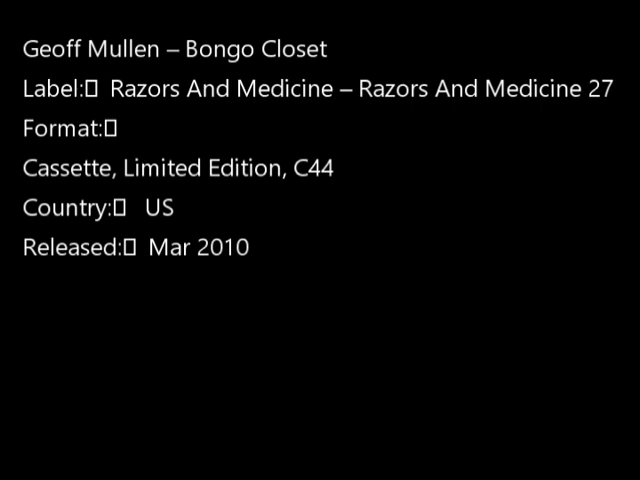 Geoff Mullen – Bongo Closet
Label:▯ Razors And Medicine – Razors And Medicine 27
Format:▯
Cassette, Limited Edition, C44
Country:▯ US
Released:▯ Mar 2010